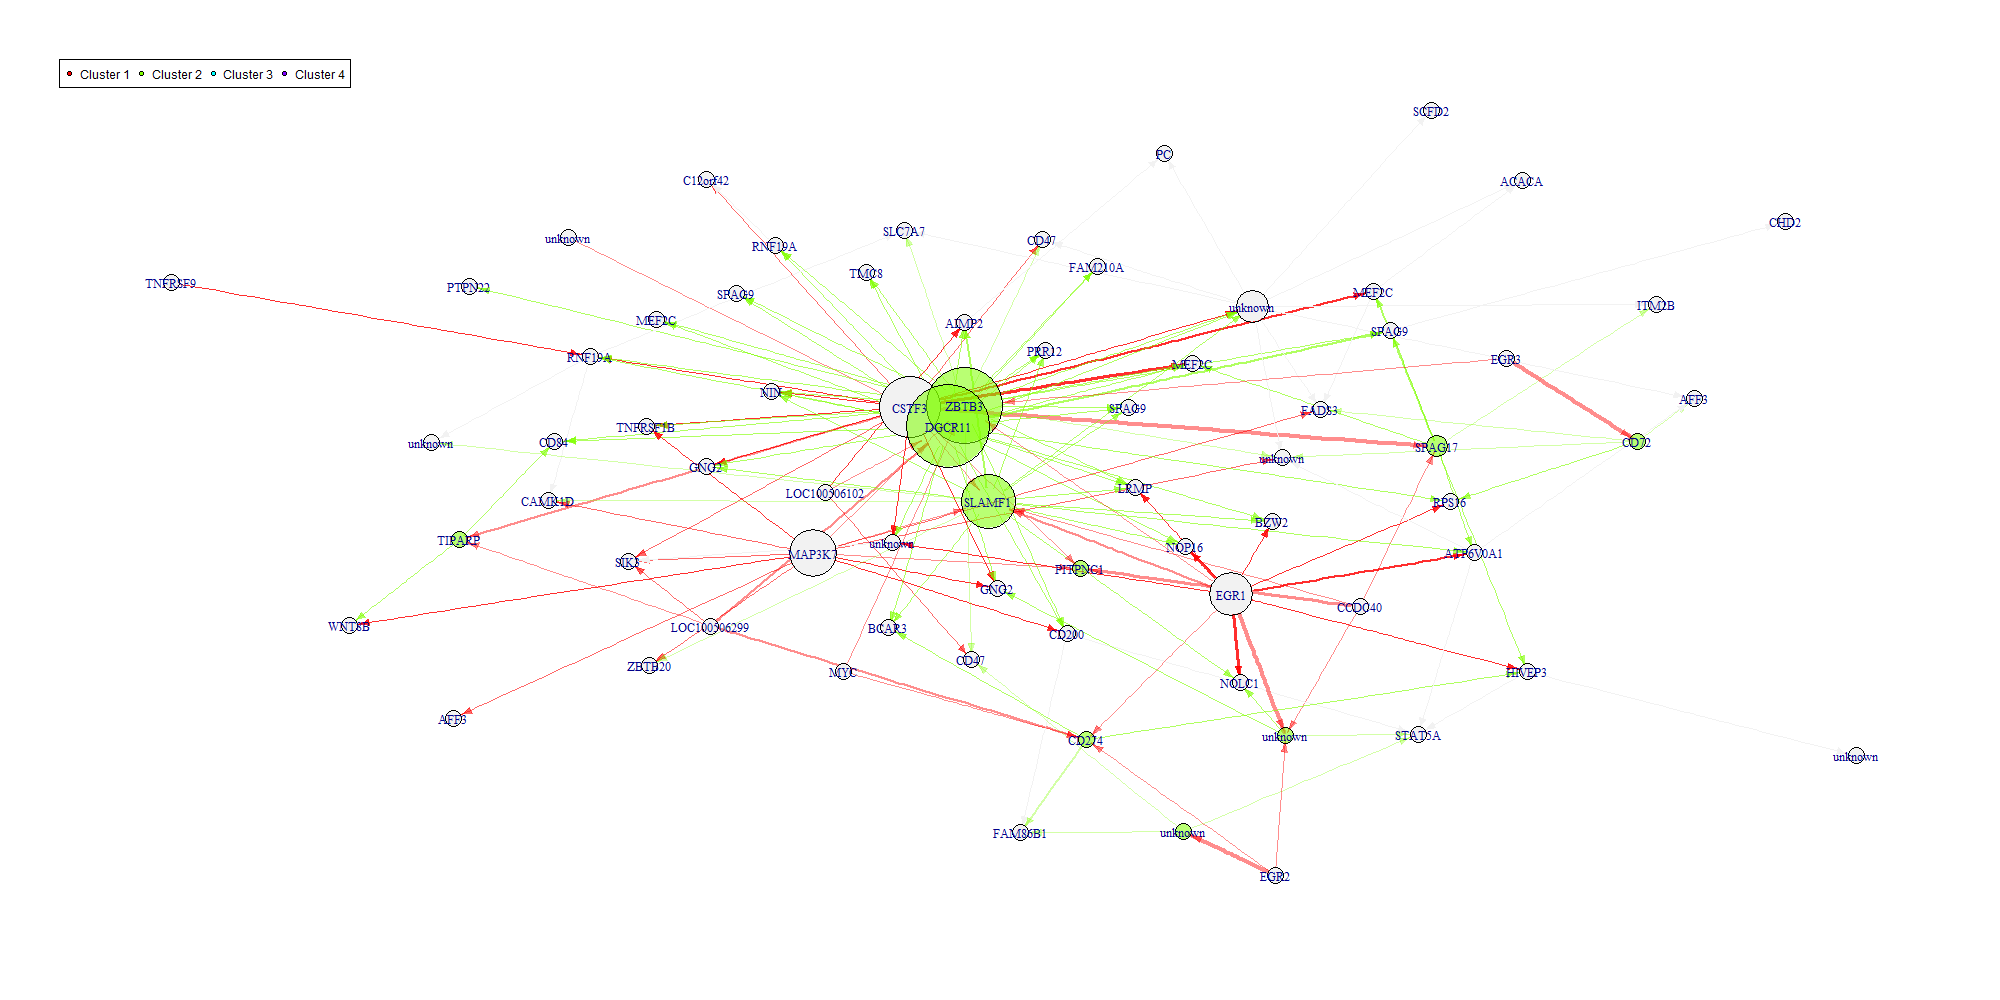 Cluster 1 Cluster 2 Cluster 3 Cluster 4
SCFD2
PC
C12orf42
ACACA
CHD2
SLC7A7
unknown
CD47
RNF19A
FAM210A
TMC8
TNFRSF9
PTPN22
SPAG9
MEF2C
ITM2B
unknown
MEF2C
AIMP2
SPAG9
PRR12
RNF19A
EGR3
MEF2C
NIN
AFF3
CSTF3
ZBTB3
SPAG9
FADS3
TNFRSF1B
DGCR11
unknown
CD84
CD72
SPAG17
unknown
GNG2
LRMP
LOC100506102
CAMK1D
SLAMF1
RPS16
BZW2
TIPARP
unknown
NOP16
MAP3K7
ATP6V0A1
SIK3
PITPNC1
GNG2
EGR1
CCDC40
WNT8B
LOC100506299
BCAR3
CD200
CD47
ZBTB20
MYC
HIVEP3
NOLC1
AFF3
STAT5A
unknown
CD274
unknown
FAM86B1
unknown
EGR2